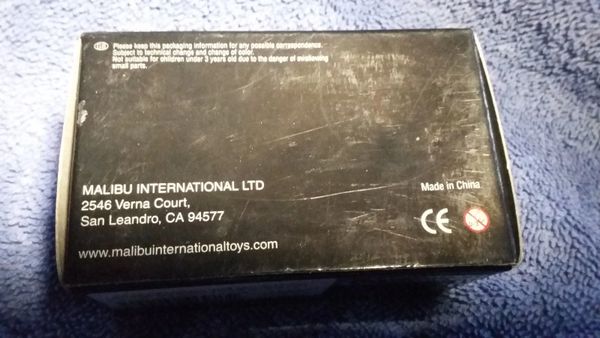 Please keep this packaging information for any possible correspondence.
Subject to technical change and change of color.
Not suitable for children under 3 years old due to the danger of swallowing
small parts.
MALIBU INTERNATIONAL LTD
2546 Verna Court,
San Leandro, CA 94577
Made in China
CE
www.malibuinternationaltoys.com